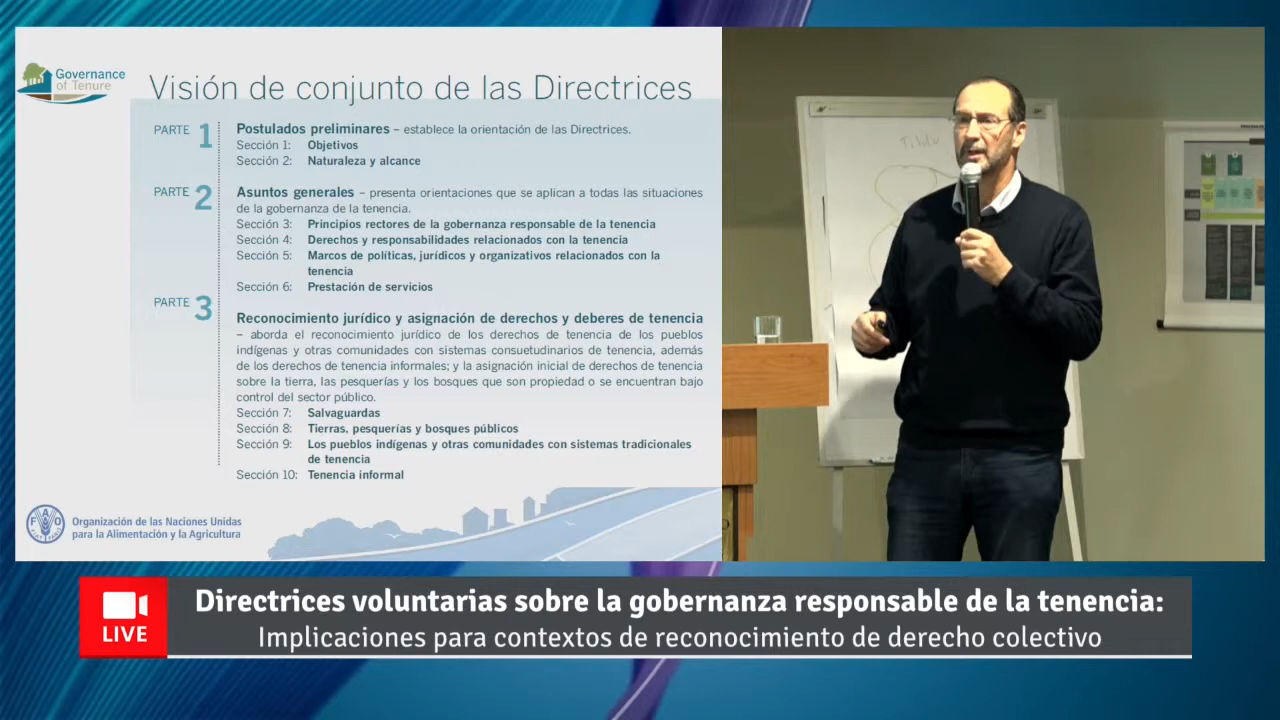 Governance
of Tenure
Visión de conjunto de las Directrices
PARTE 1
Postulados preliminares – establece la orientación de las Directrices.
Sección 1: Objetivos
Sección 2: Naturaleza y alcance
PARTE 2
Asuntos generales – presenta orientaciones que se aplican a todas las situaciones
de la gobernanza de la tenencia.
Sección 3: Principios rectores de la gobernanza responsable de la tenencia
Sección 4: Derechos y responsabilidades relacionados con la tenencia
Sección 5: Marcos de políticas, jurídicos y organizativos relacionados con la
tenencia
Sección 6: Prestación de servicios
PARTE 3
Reconocimiento jurídico y asignación de derechos y deberes de tenencia
– aborda el reconocimiento jurídico de los derechos de tenencia de los pueblos
indígenas y otras comunidades con sistemas consuetudinarios de tenencia, además
de los derechos de tenencia informales; y la asignación inicial de derechos de tenencia
sobre la tierra, las pesquerías y los bosques que son propiedad o se encuentran bajo
control del sector público.
Sección 7: Salvaguardas
Sección 8: Tierras, pesquerías y bosques públicos
Sección 9: Los pueblos indígenas y otras comunidades con sistemas tradicionales
de tenencia
Sección 10: Tenencia informal
FAO
Organización de las Naciones Unidas
para la Alimentación y la Agricultura
LIVE
Directrices voluntarias sobre la gobernanza responsable de la tenencia:
Implicaciones para contextos de reconocimiento de derecho colectivo